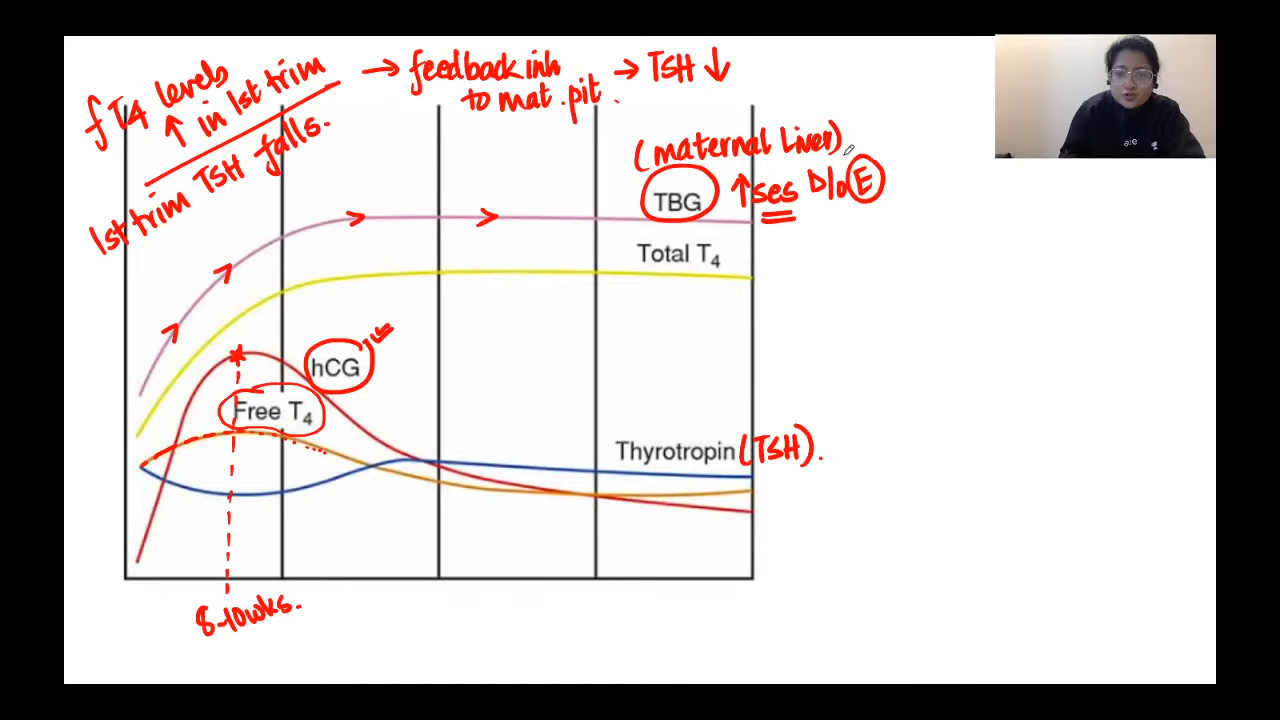 fT4 levels
↑ in 1st trim
1st trim TSH falls.
→ feedback inh → TSH ↓
to mat. pit.
(maternal Liver)
TBG ↑ses D/o E
Total T4
hCG
Free T4
Thyrotropin (TSH).
8-10wks.